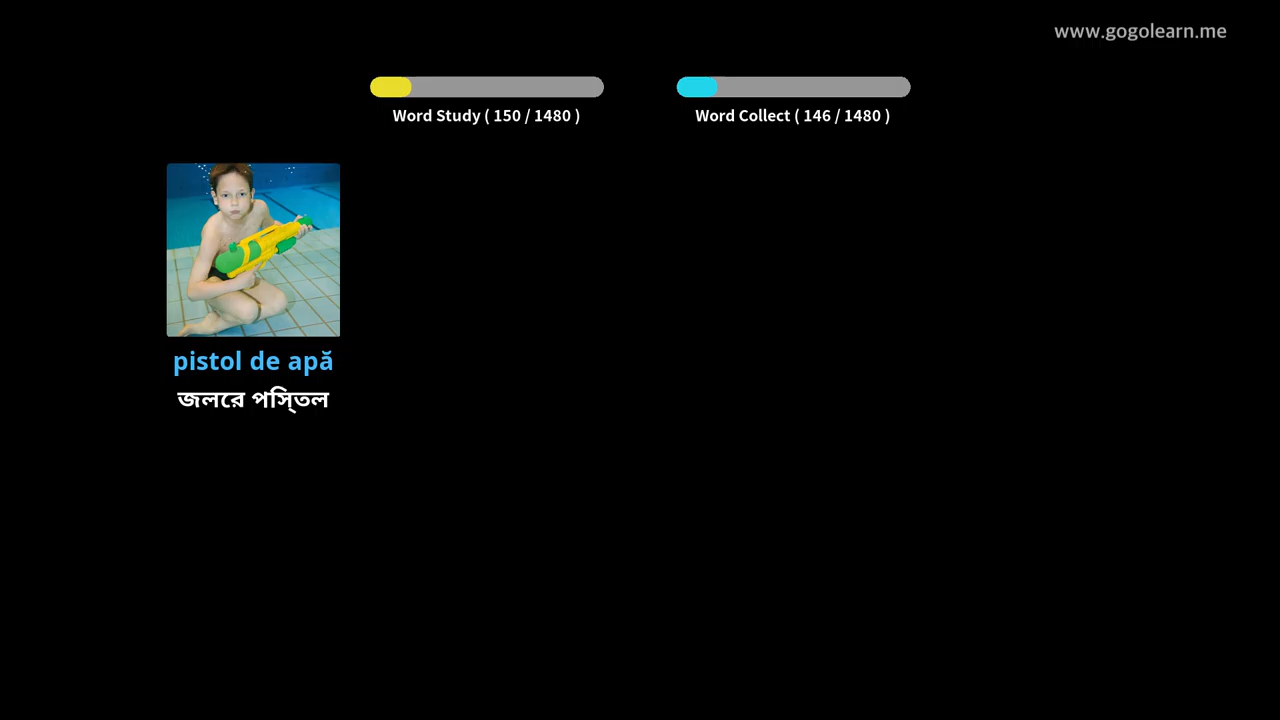 www.gogolearn.me
Word Study ( 150 / 1480 )
Word Collect ( 146 / 1480 )
pistol de apă
জলের পিস্তল